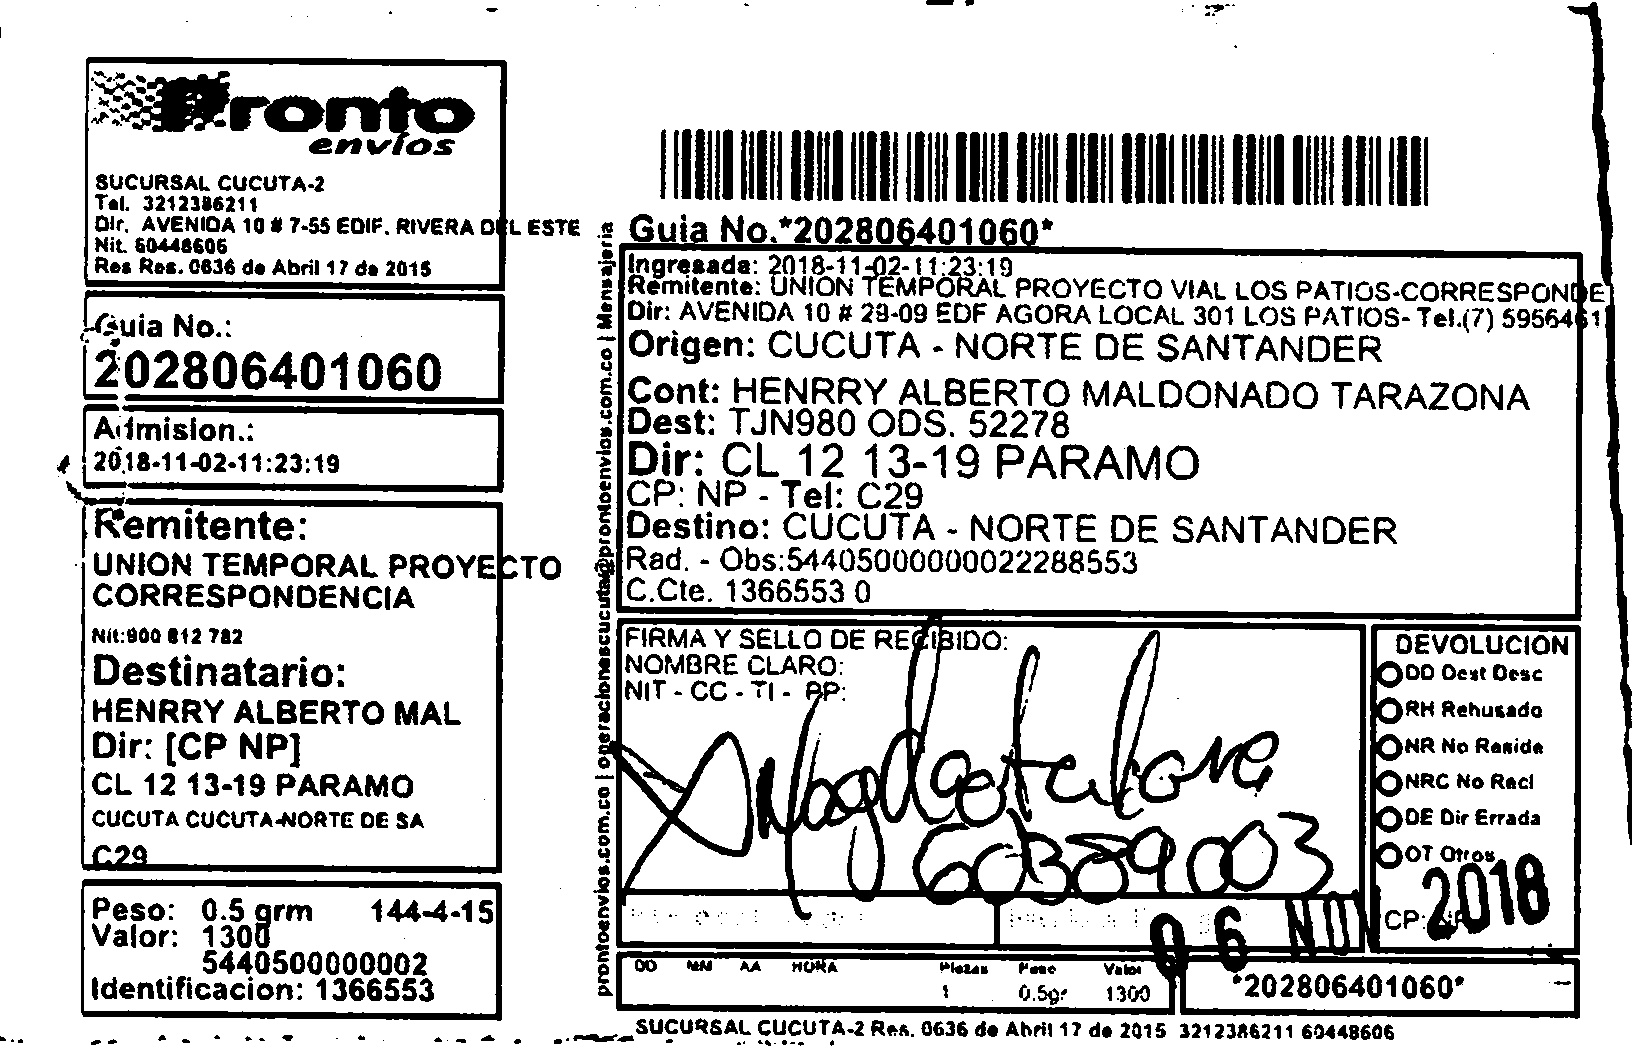 Pronto
envíos
SUCURSAL CUCUTA-2
Tel. 3212386211
Dir. AVENIDA 10 # 7-55 EDIF. RIVERA DEL ESTE
Nit. 60448606
Res Res. 0636 de Abril 17 de 2015
Guia No.:
202806401060
Admision.:
2018-11-02-11:23:19
Remitente:
UNION TEMPORAL PROYECTO
CORRESPONDENCIA
Nit:900 812 782
Destinatario:
HENRRY ALBERTO MAL
Dir: [CP NP]
CL 12 13-19 PARAMO
CUCUTA CUCUTA-NORTE DE SA
C29
Peso: 0.5 grm 144-4-15
Valor: 1300
5440500000002
Identificacion: 1366553
prontoenvios.com.co | operacionescucuta@prontoenvios.com.co | Mensajeria
Guia No.*202806401060*
Ingresada: 2018-11-02-11:23:19
Remitente: UNION TEMPORAL PROYECTO VIAL LOS PATIOS-CORRESPONDE
Dir: AVENIDA 10 # 29-09 EDF AGORA LOCAL 301 LOS PATIOS- Tel.(7) 5956461
Origen: CUCUTA - NORTE DE SANTANDER
Cont: HENRRY ALBERTO MALDONADO TARAZONA
Dest: TJN980 ODS. 52278
Dir: CL 12 13-19 PARAMO
CP: NP - Tel: C29
Destino: CUCUTA - NORTE DE SANTANDER
Rad. - Obs:544050000000022288553
C.Cte. 1366553 0
FIRMA Y SELLO DE RECIBIDO:
NOMBRE CLARO:
NIT - CC - TI - PP:
60389003
DEVOLUCION
DD Dest Desc
RH Rehusado
NR No Reside
NRC No Recl
DE Dir Errada
OT Otros
CP: NP
06 NOV 2018
DD MM AA HORA Piezas Peso Valor
1 0.5gr 1300
*202806401060*
SUCURSAL CUCUTA-2 Res. 0636 de Abril 17 de 2015 3212386211 60448606